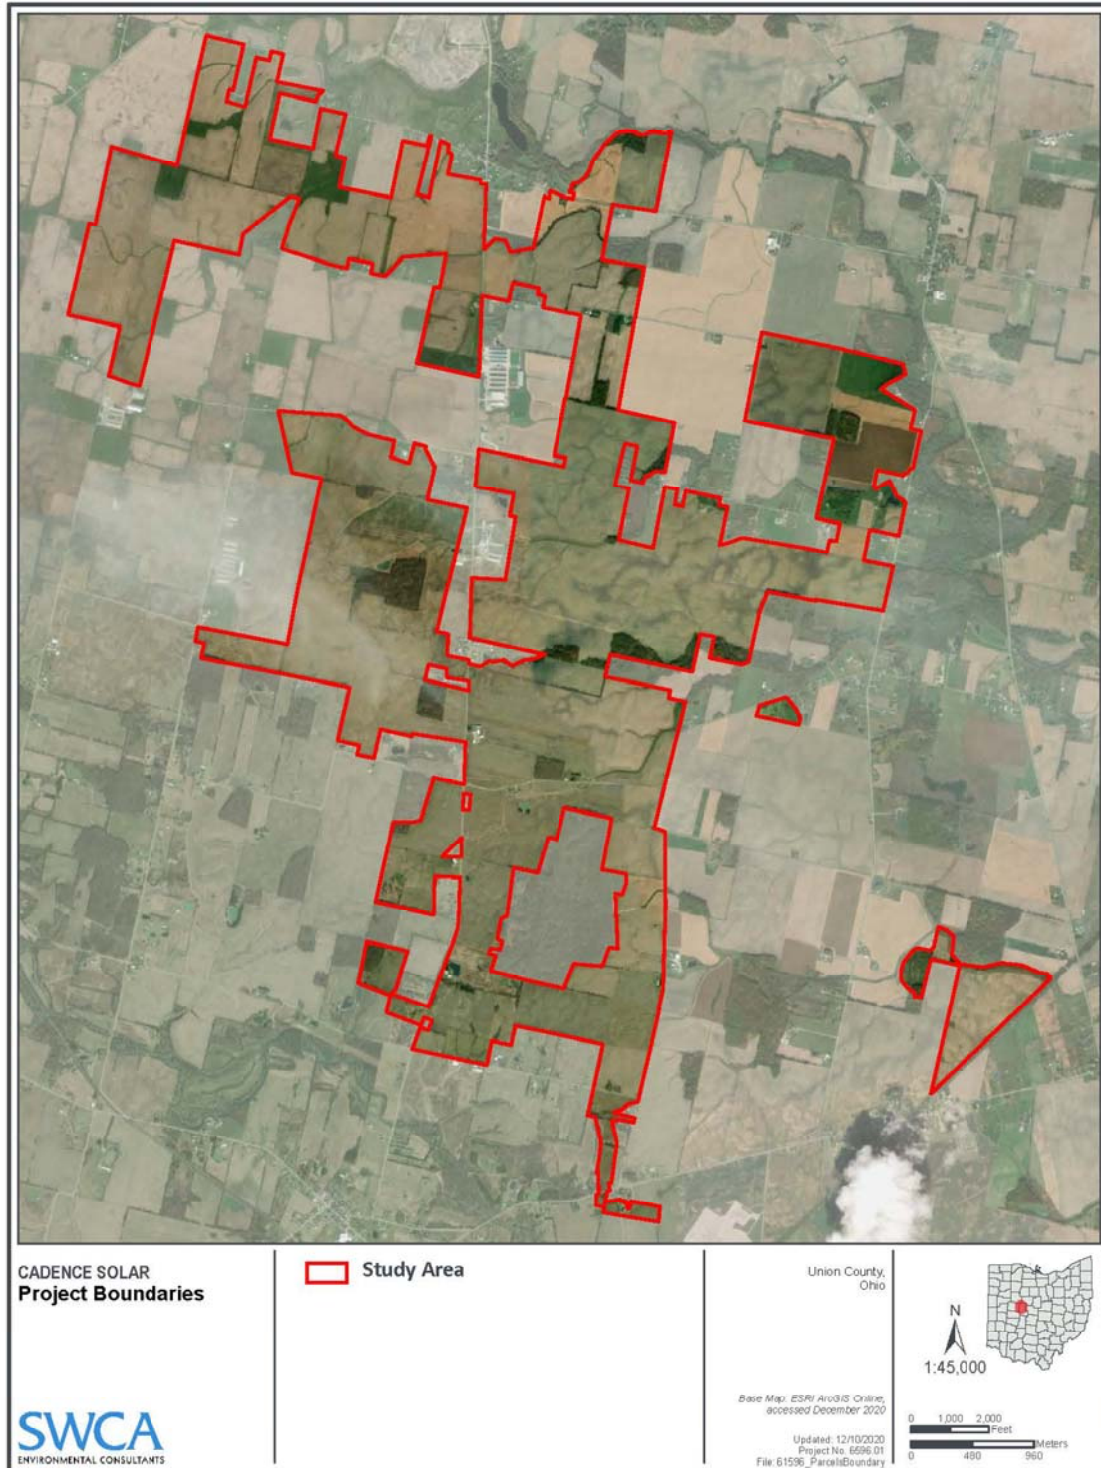 CADENCE SOLAR
Project Boundaries
SWCA
ENVIRONMENTAL CONSULTANTS
Study Area
Union County,
Ohio
Base Map: ESRI ArcGIS Online,
accessed December 2020
Updated: 12/10/2020
Project No. 6596.01
File: 61596_ParcelsBoundary
N
1:45,000
0 1,000 2,000
Feet
Meters
0 480 960